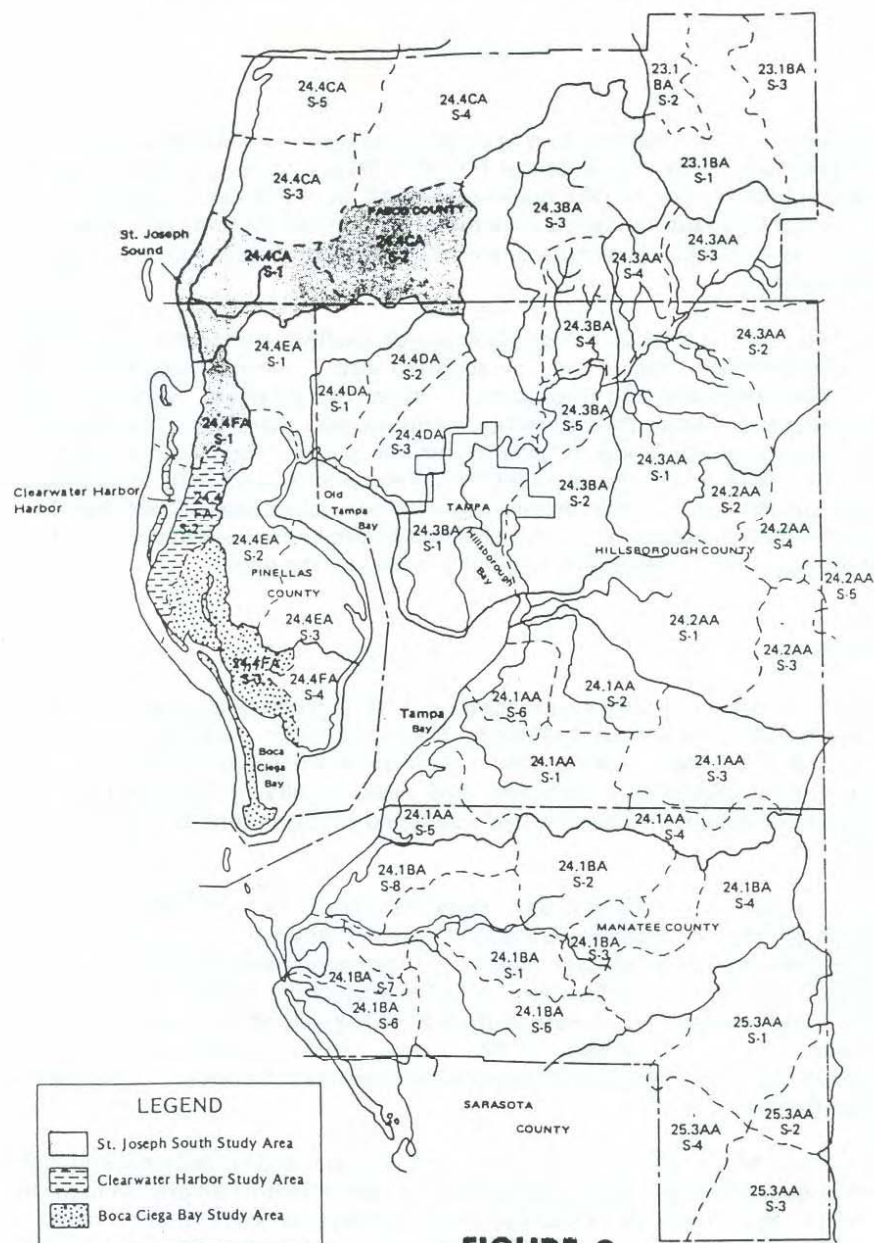 23.1
BA
S-2
23.1BA
S-3
24.4CA
S-5
24.4CA
S-4
23.1BA
S-1
24.4CA
S-3
PASCO COUNTY
24.3BA
S-3
St. Joseph
Sound
24.4CA
S-1
24.4CA
S-2
24.3AA
S-4
24.3AA
S-3
24.4EA
S-1
24.4DA
S-2
24.3BA
S-4
24.3AA
S-2
24.4DA
S-1
24.4FA
S-1
24.4DA
S-3
24.3BA
S-5
24.3AA
S-1
Clearwater Harbor
Harbor
24.4
FA
S-2
Old
Tampa
Bay
TAMPA
24.3BA
S-2
24.2AA
S-2
24.4EA
S-2
24.3BA
S-1
Hillsborough
Bay
24.2AA
S-4
HILLSBOROUGH COUNTY
PINELLAS
COUNTY
24.2AA
S-5
24.4EA
S-3
24.2AA
S-1
24.2AA
S-3
24.4FA
S-3
24.4FA
S-4
24.1AA
S-6
24.1AA
S-2
Tampa
Bay
Boca
Ciega
Bay
24.1AA
S-1
24.1AA
S-3
24.1AA
S-5
24.1AA
S-4
24.1BA
S-8
24.1BA
S-2
24.1BA
S-4
MANATEE COUNTY
24.1BA
S-3
24.1BA
S-1
24.1BA
S-7
24.1BA
S-6
24.1BA
S-5
25.3AA
S-1
SARASOTA
COUNTY
25.3AA
S-4
25.3AA
S-2
25.3AA
S-3
LEGEND
St. Joseph South Study Area
Clearwater Harbor Study Area
Boca Ciega Bay Study Area